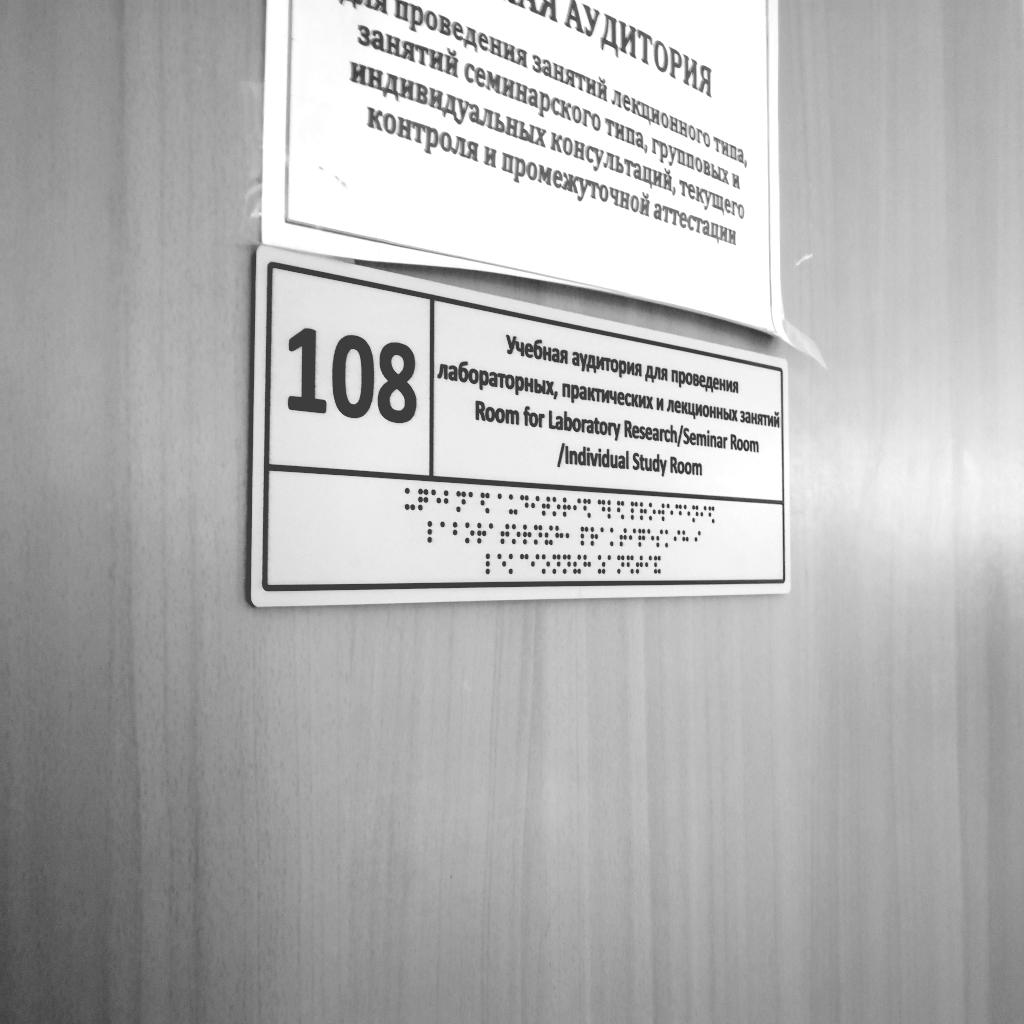 АУДИТОРИЯ
для проведения занятий лекционного типа,
занятий семинарского типа, групповых и
индивидуальных консультаций, текущего
контроля и промежуточной аттестации
108
Учебная аудитория для проведения
лабораторных, практических и лекционных занятий
Room for Laboratory Research/Seminar Room
/Individual Study Room